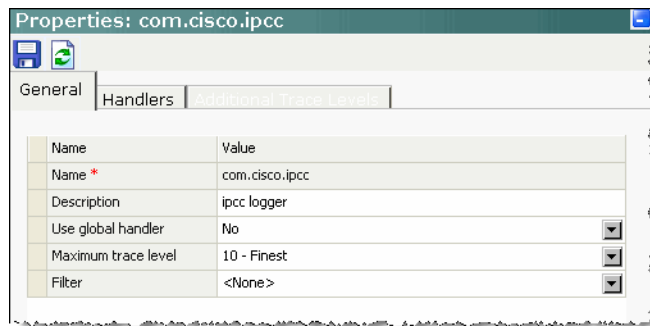 Properties: com.cisco.ipcc
General Handlers Additional Trace Levels
Name Value
Name * com.cisco.ipcc
Description ipcc logger
Use global handler No
Maximum trace level 10 - Finest
Filter <None>